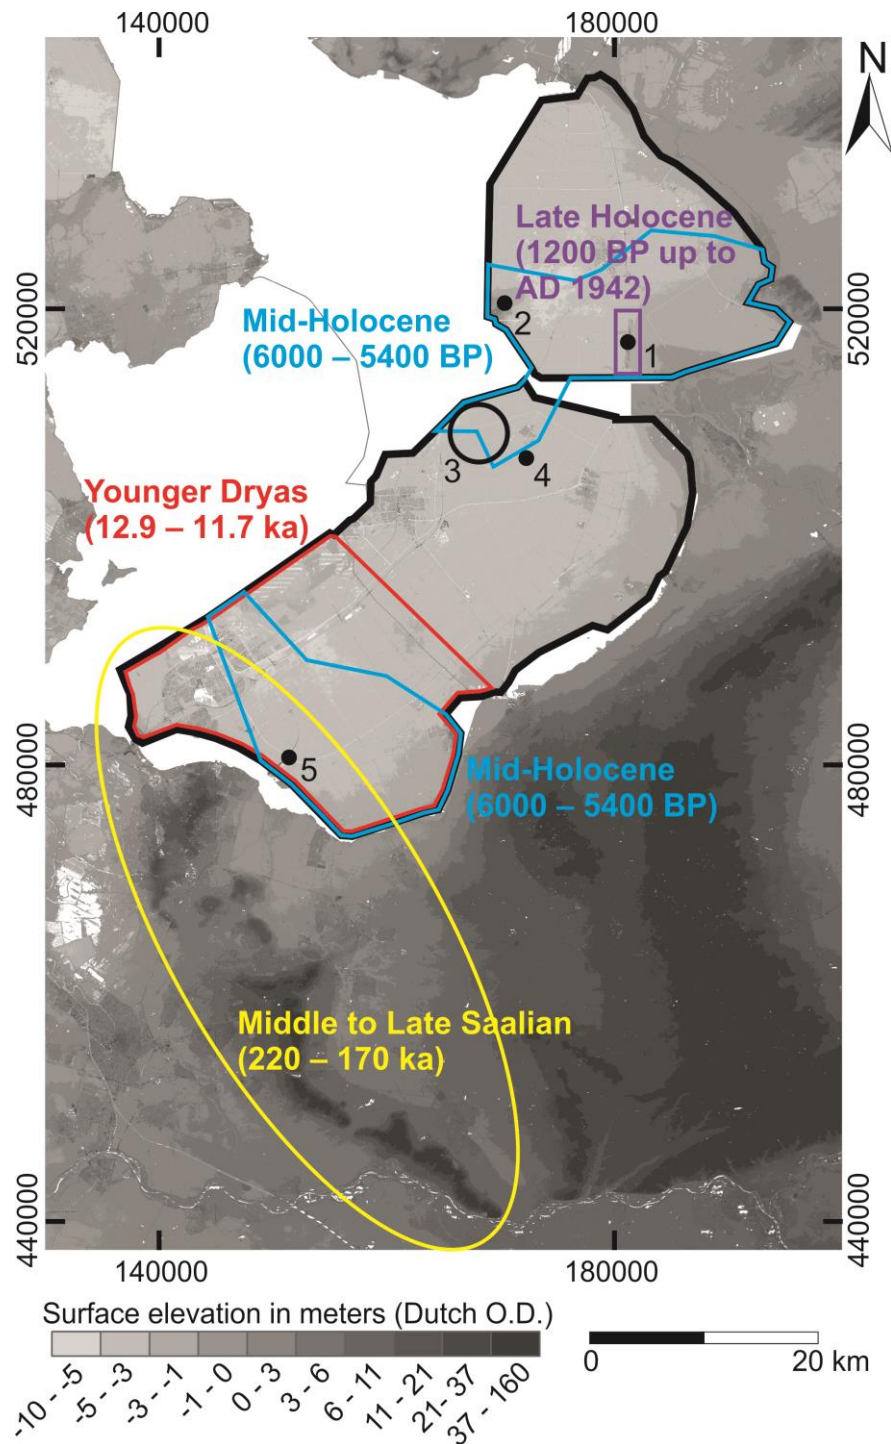 140000 180000
N
Late Holocene
(1200 BP up to
AD 1942)
520000 520000
2
1
Mid-Holocene
(6000 – 5400 BP)
3
4
Younger Dryas
(12.9 – 11.7 ka)
480000 480000
5
Mid-Holocene
(6000 – 5400 BP)
Middle to Late Saalian
(220 – 170 ka)
440000 440000
140000 180000
Surface elevation in meters (Dutch O.D.)
-10 - -5
-5 - -3
-3 - -1
-1 - 0
0 - 3
3 - 6
6 - 11
11 - 21
21- 37
37 - 160
0 20 km